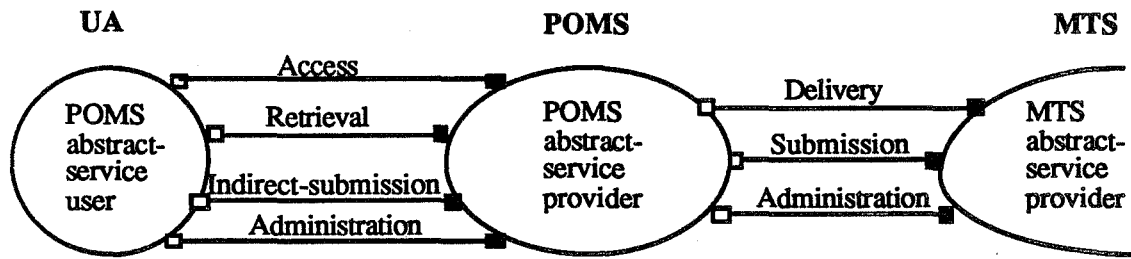 UA POMS MTS
Access
Retrieval
Indirect-submission
Administration
Delivery
Submission
Administration
POMS
abstract-
service
user
POMS
abstract-
service
provider
MTS
abstract-
service
provider